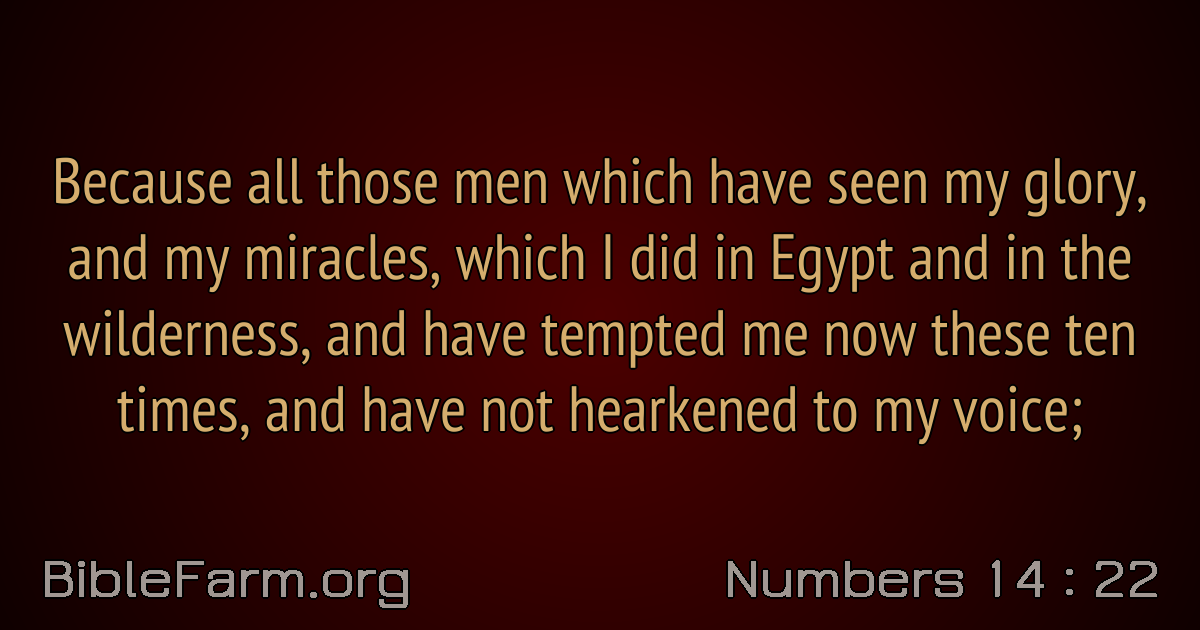 Because all those men which have seen my glory,
and my miracles, which I did in Egypt and in the
wilderness, and have tempted me now these ten
times, and have not hearkened to my voice;
BibleFarm.org
Numbers 14 : 22